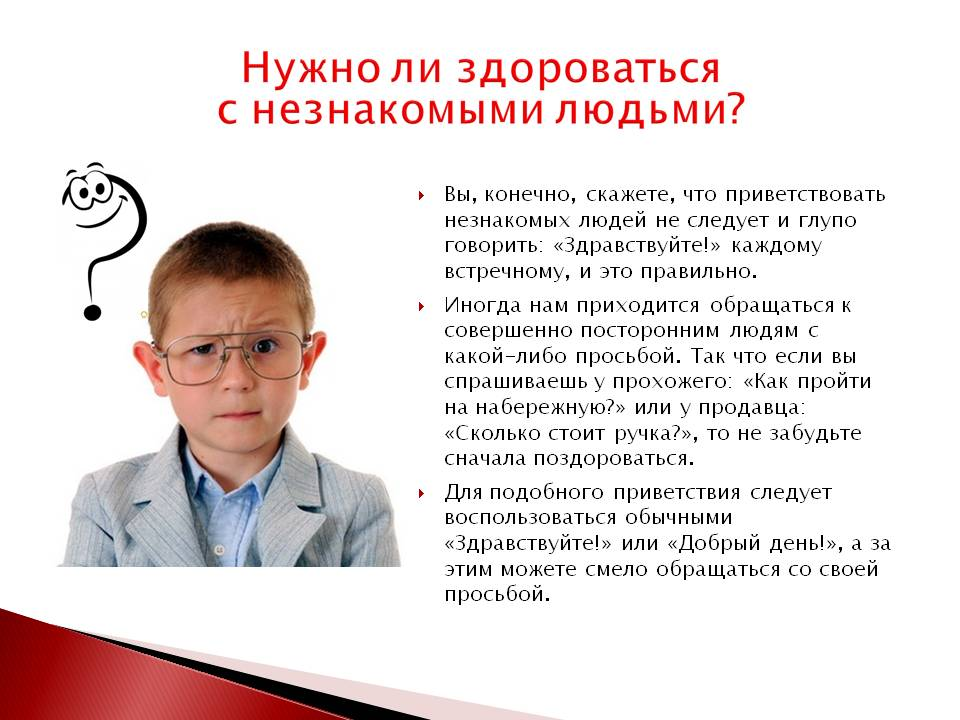 Нужно ли здороваться
с незнакомыми людьми?
Вы, конечно, скажете, что приветствовать
незнакомых людей не следует и глупо
говорить: «Здравствуйте!» каждому
встречному, и это правильно.
Иногда нам приходится обращаться к
совершенно посторонним людям с
какой-либо просьбой. Так что если вы
спрашиваешь у прохожего: «Как пройти
на набережную?» или у продавца:
«Сколько стоит ручка?», то не забудьте
сначала поздороваться.
Для подобного приветствия следует
воспользоваться обычными
«Здравствуйте!» или «Добрый день!», а за
этим можете смело обращаться со своей
просьбой.